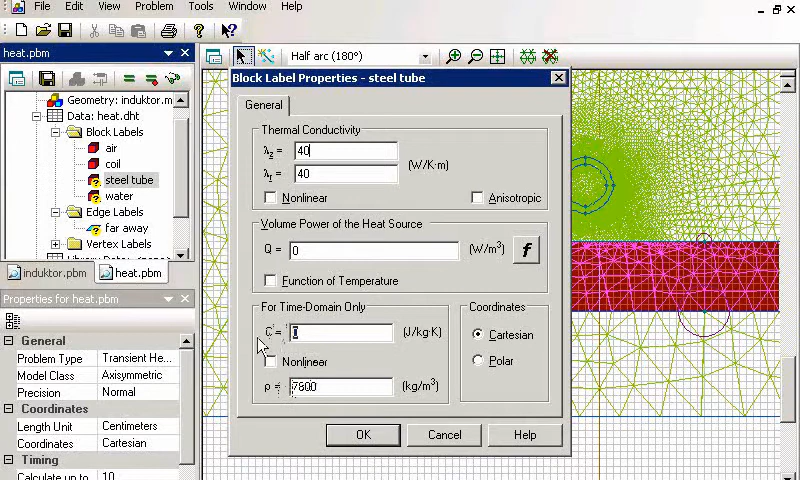 File Edit View Problem Tools Window Help
heat.pbm
Half arc (180°)
Geometry: induktor.m
Data: heat.dht
Block Labels
air
coil
steel tube
water
Edge Labels
far away
Vertex Labels
induktor.pbm heat.pbm
Properties for heat.pbm
General
Problem Type Transient He...
Model Class Axisymmetric
Precision Normal
Coordinates
Length Unit Centimeters
Coordinates Cartesian
Timing
Calculate up to 10
Block Label Properties - steel tube
General
Thermal Conductivity
λz = 40
(W/K·m)
λr = 40
Nonlinear Anisotropic
Volume Power of the Heat Source
Q = 0 (W/m³) f
Function of Temperature
For Time-Domain Only
C = (J/kg·K)
Nonlinear
ρ = 7800 (kg/m³)
Coordinates
Cartesian
Polar
OK Cancel Help